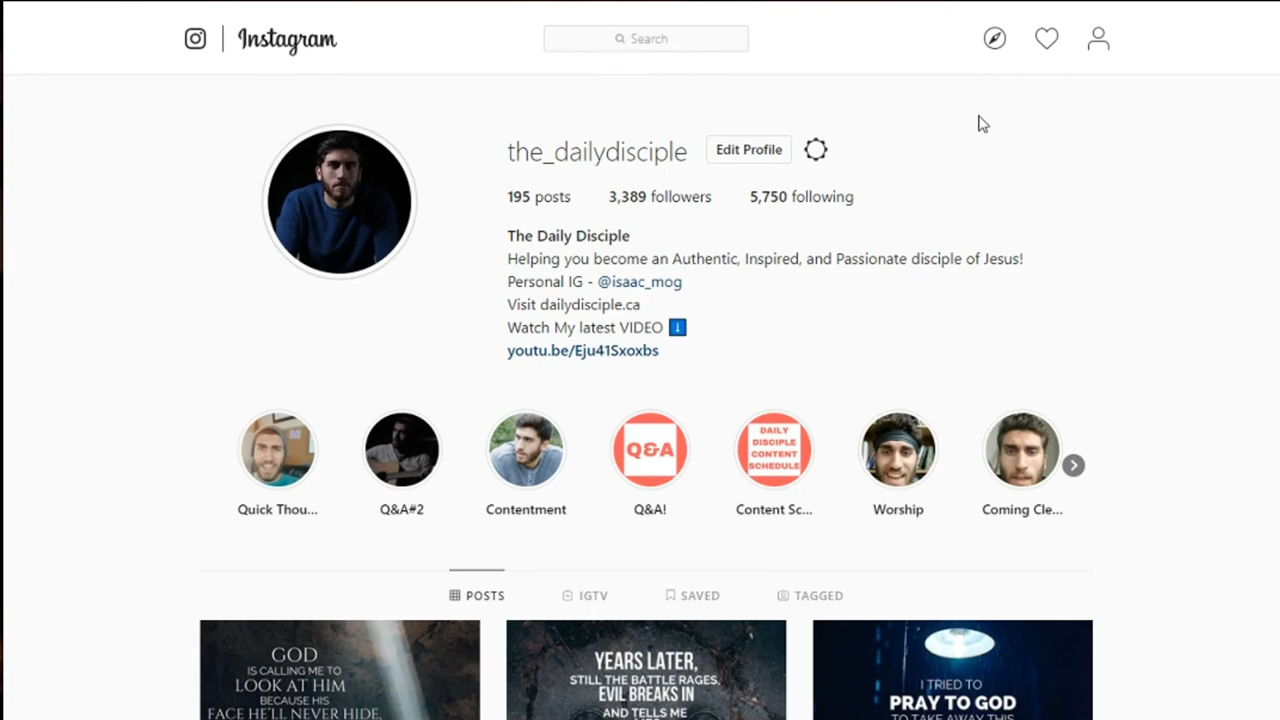 Instagram
Search
the_dailydisciple
Edit Profile
195 posts 3,389 followers 5,750 following
The Daily Disciple
Helping you become an Authentic, Inspired, and Passionate disciple of Jesus!
Personal IG - @isaac_mog
Visit dailydisciple.ca
Watch My latest VIDEO ⬇️
youtu.be/Eju41Sxoxbs
Q&A
DAILY
DISCIPLE
CONTENT
SCHEDULE
Quick Thou... Q&A#2 Contentment Q&A! Content Sc... Worship Coming Cle...
POSTS IGTV SAVED TAGGED
GOD
IS CALLING ME TO
LOOK AT HIM
BECAUSE HIS
FACE HE'LL NEVER HIDE,
YEARS LATER,
STILL THE BATTLE RAGES,
EVIL BREAKS IN
AND TELLS ME
I TRIED TO
PRAY TO GOD
TO TAKE AWAY THIS